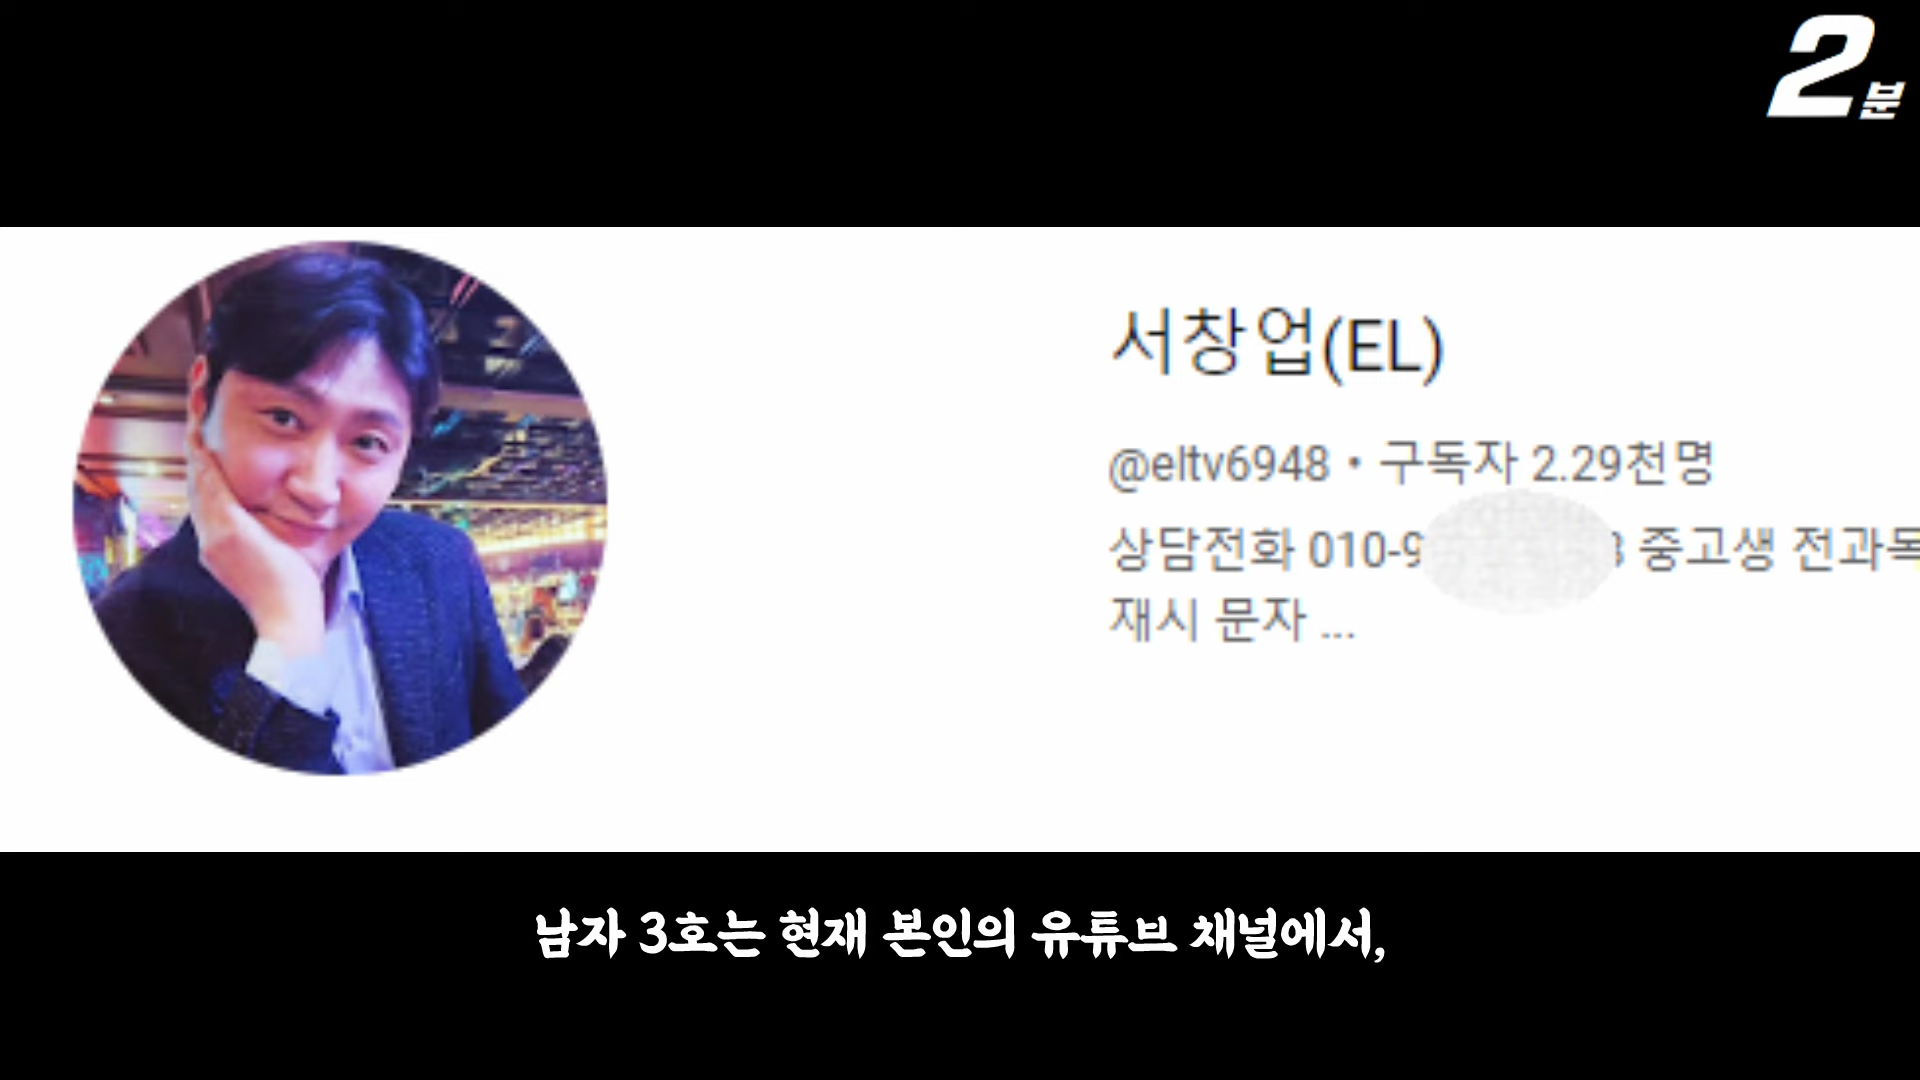 2분
서창업(EL)
@eltv6948 • 구독자 2.29천명
상담전화 010-9 3 중고생 전과목
재시 문자 ...
남자 3호는 현재 본인의 유튜브 채널에서,